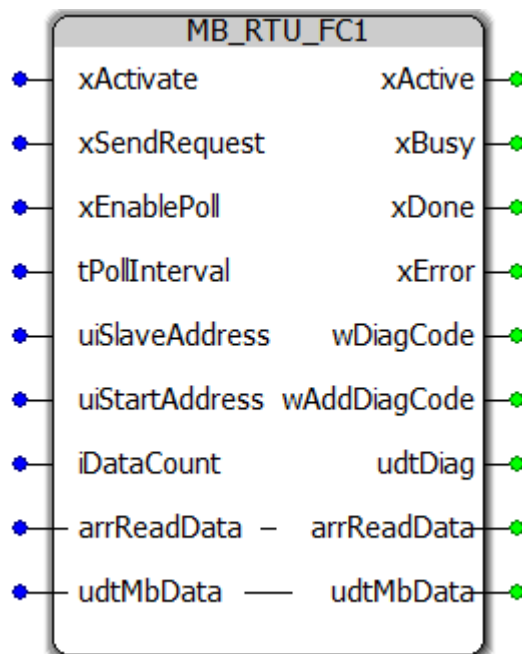 MB_RTU_FC1
xActivate xActive
xSendRequest xBusy
xEnablePoll xDone
tPollInterval xError
uiSlaveAddress wDiagCode
uiStartAddress wAddDiagCode
iDataCount udtDiag
arrReadData arrReadData
udtMbData udtMbData